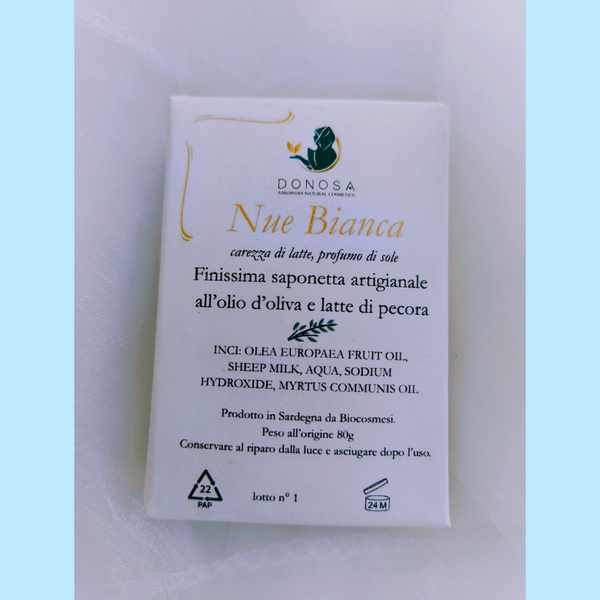 DONOSA
SARDINIAN NATURAL COSMETICS
Nue Bianca
carezza di latte, profumo di sole
Finissima saponetta artigianale
all'olio d'oliva e latte di pecora
INCI: OLEA EUROPAEA FRUIT OIL,
SHEEP MILK, AQUA, SODIUM
HYDROXIDE, MYRTUS COMMUNIS OIL
Prodotto in Sardegna da Biocosmesi.
Peso all'origine 80g
Conservare al riparo dalla luce e asciugare dopo l'uso.
22
PAP
lotto n° 1
24 M